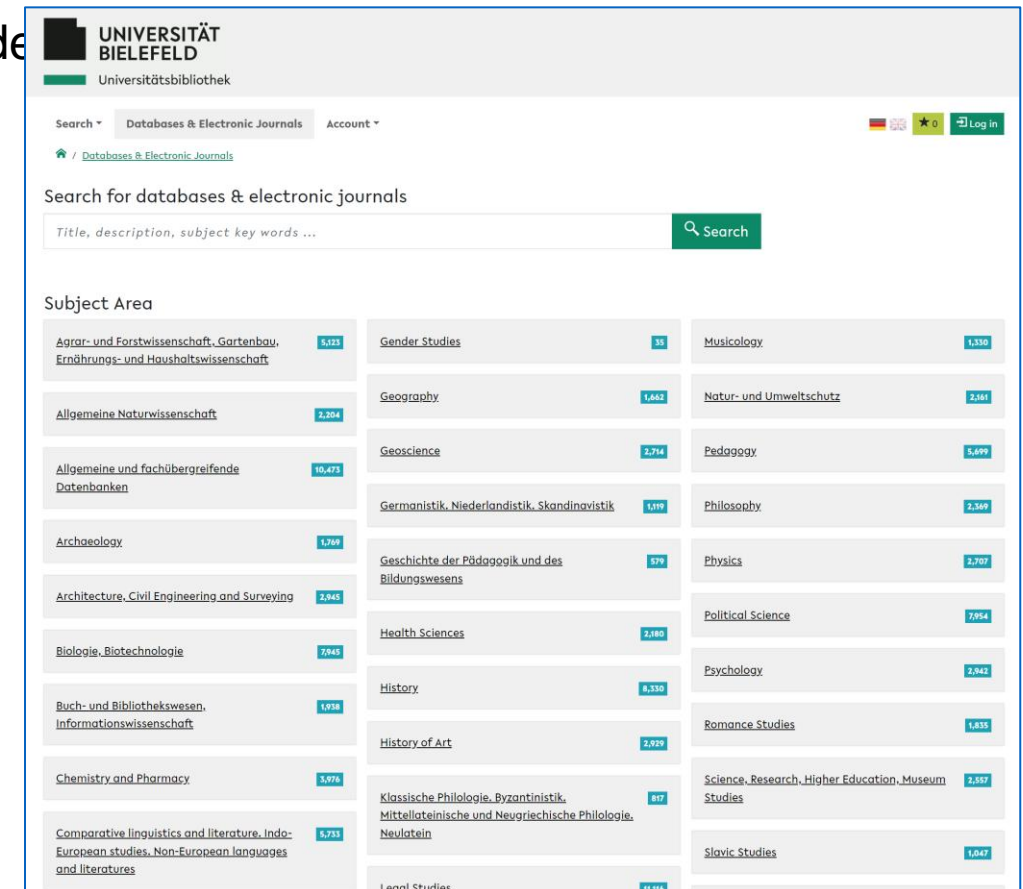 de
UNIVERSITÄT
BIELEFELD
Universitätsbibliothek
Search Databases & Electronic Journals Account
0 Log in
/ Databases & Electronic Journals
Search for databases & electronic journals
Title, description, subject key words ...
Search
Subject Area
Agrar- und Forstwissenschaft, Gartenbau, 5,123
Ernährungs- und Haushaltswissenschaft
Allgemeine Naturwissenschaft 2,204
Allgemeine und fachübergreifende 10,473
Datenbanken
Archaeology 1,769
Architecture, Civil Engineering and Surveying 2,945
Biologie, Biotechnologie 7,945
Buch- und Bibliothekswesen, 1,938
Informationswissenschaft
Chemistry and Pharmacy 3,976
Comparative linguistics and literature. Indo- 5,733
European studies. Non-European languages
and literatures
Gender Studies 35
Geography 1,662
Geoscience 2,714
Germanistik. Niederlandistik. Skandinavistik 1,119
Geschichte der Pädagogik und des 579
Bildungswesens
Health Sciences 2,180
History 8,330
History of Art 2,929
Klassische Philologie. Byzantinistik. 817
Mittellateinische und Neugriechische Philologie.
Neulatein
Legal Studies
Musicology 1,330
Natur- und Umweltschutz 2,161
Pedagogy 5,699
Philosophy 2,369
Physics 2,707
Political Science 7,954
Psychology 2,942
Romance Studies 1,835
Science, Research, Higher Education, Museum 2,557
Studies
Slavic Studies 1,047